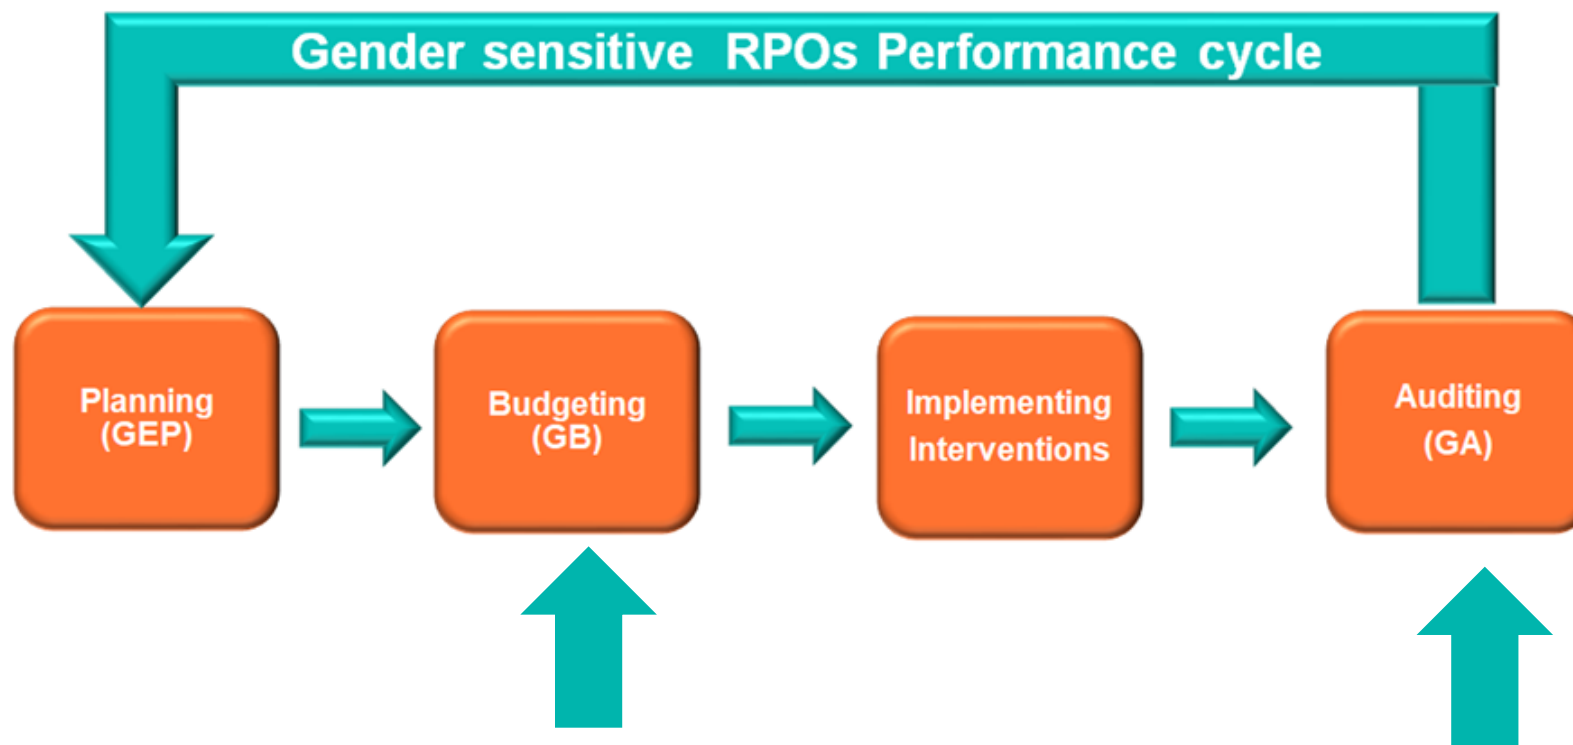 Gender sensitive RPOs Performance cycle
Planning
(GEP)
Budgeting
(GB)
Implementing
Interventions
Auditing
(GA)